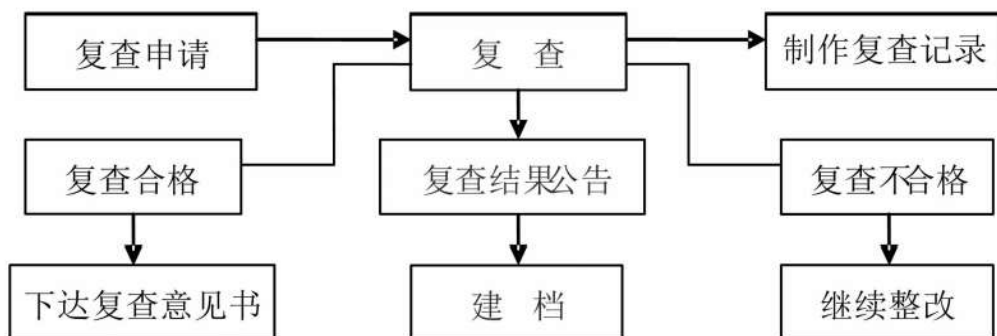 复查申请
复 查
制作复查记录
复查合格
复查结果公告
复查不合格
下达复查意见书
建 档
继续整改